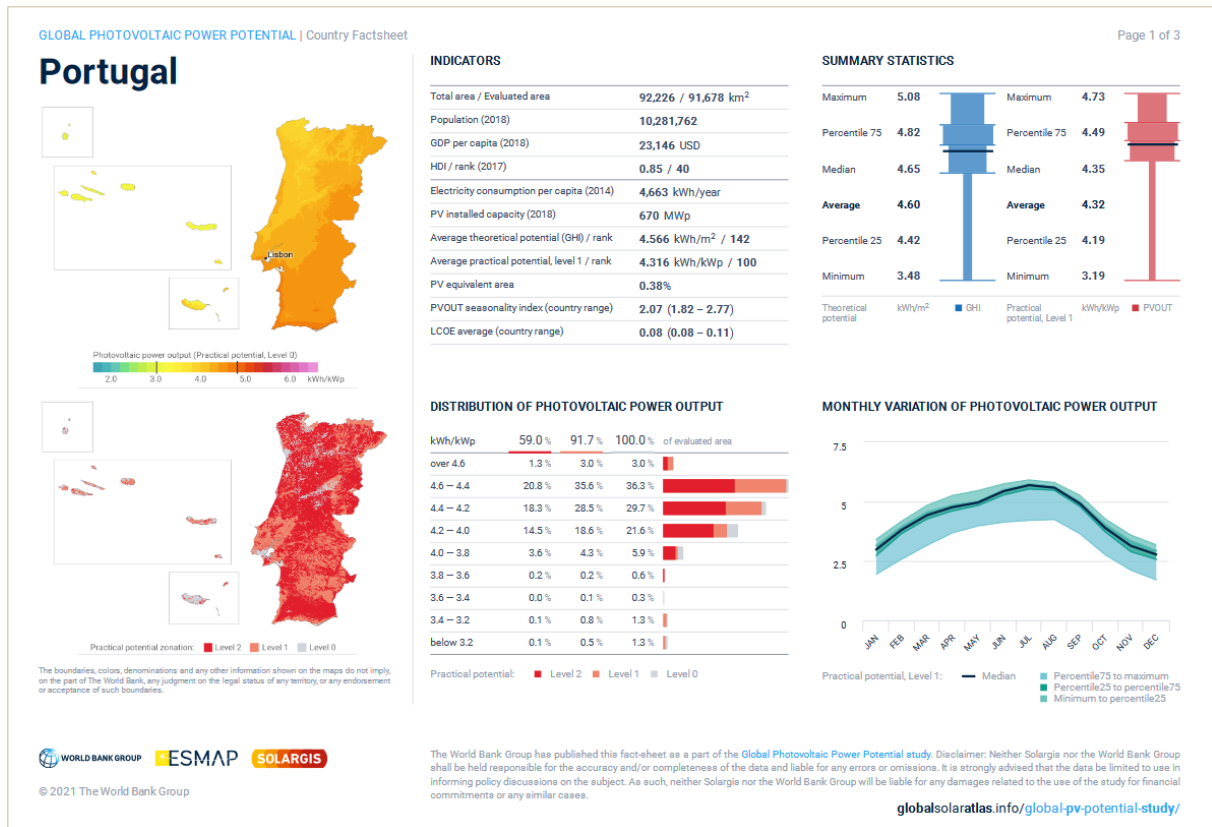 GLOBAL PHOTOVOLTAIC POWER POTENTIAL | Country Factsheet
Page 1 of 3
Portugal
Lisbon
Photovoltaic power output (Practical potential, Level 0)
2.0 3.0 4.0 5.0 6.0 kWh/kWp
Practical potential zonation: Level 2 Level 1 Level 0
The boundaries, colors, denominations and any other information shown on the maps do not imply,
on the part of The World Bank, any judgment on the legal status of any territory, or any endorsement
or acceptance of such boundaries.
INDICATORS
Total area / Evaluated area 92,226 / 91,678 km²
Population (2018) 10,281,762
GDP per capita (2018) 23,146 USD
HDI / rank (2017) 0.85 / 40
Electricity consumption per capita (2014) 4,663 kWh/year
PV installed capacity (2018) 670 MWp
Average theoretical potential (GHI) / rank 4.566 kWh/m² / 142
Average practical potential, level 1 / rank 4.316 kWh/kWp / 100
PV equivalent area 0.38%
PVOUT seasonality index (country range) 2.07 (1.82 – 2.77)
LCOE average (country range) 0.08 (0.08 – 0.11)
SUMMARY STATISTICS
Maximum 5.08 Maximum 4.73
Percentile 75 4.82 Percentile 75 4.49
Median 4.65 Median 4.35
Average 4.60 Average 4.32
Percentile 25 4.42 Percentile 25 4.19
Minimum 3.48 Minimum 3.19
Theoretical kWh/m² GHI Practical kWh/kWp PVOUT
potential potential, Level 1
DISTRIBUTION OF PHOTOVOLTAIC POWER OUTPUT
kWh/kWp 59.0 % 91.7 % 100.0 % of evaluated area
over 4.6 1.3 % 3.0 % 3.0 %
4.6 – 4.4 20.8 % 35.6 % 36.3 %
4.4 – 4.2 18.3 % 28.5 % 29.7 %
4.2 – 4.0 14.5 % 18.6 % 21.6 %
4.0 – 3.8 3.6 % 4.3 % 5.9 %
3.8 – 3.6 0.2 % 0.2 % 0.6 %
3.6 – 3.4 0.0 % 0.1 % 0.3 %
3.4 – 3.2 0.1 % 0.8 % 1.3 %
below 3.2 0.1 % 0.5 % 1.3 %
Practical potential: Level 2 Level 1 Level 0
MONTHLY VARIATION OF PHOTOVOLTAIC POWER OUTPUT
7.5
5
2.5
0
JAN FEB MAR APR MAY JUN JUL AUG SEP OCT NOV DEC
Practical potential, Level 1: Median Percentile75 to maximum
Percentile25 to percentile75
Minimum to percentile25
WORLD BANK GROUP ESMAP SOLARGIS
© 2021 The World Bank Group
The World Bank Group has published this fact-sheet as a part of the Global Photovoltaic Power Potential study. Disclaimer: Neither Solargis nor the World Bank Group
shall be held responsible for the accuracy and/or completeness of the data and liable for any errors or omissions. It is strongly advised that the data be limited to use in
informing policy discussions on the subject. As such, neither Solargis nor the World Bank Group will be liable for any damages related to the use of the study for financial
commitments or any similar cases.
globalsolaratlas.info/global-pv-potential-study/